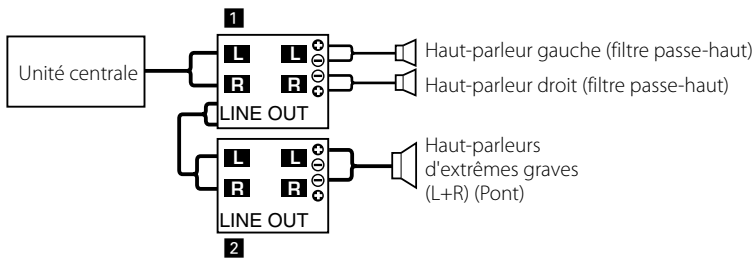 1
Unité centrale
L L
R R
LINE OUT
Haut-parleur gauche (filtre passe-haut)
Haut-parleur droit (filtre passe-haut)
L L
R R
LINE OUT
Haut-parleurs
d'extrêmes graves
(L+R) (Pont)
2